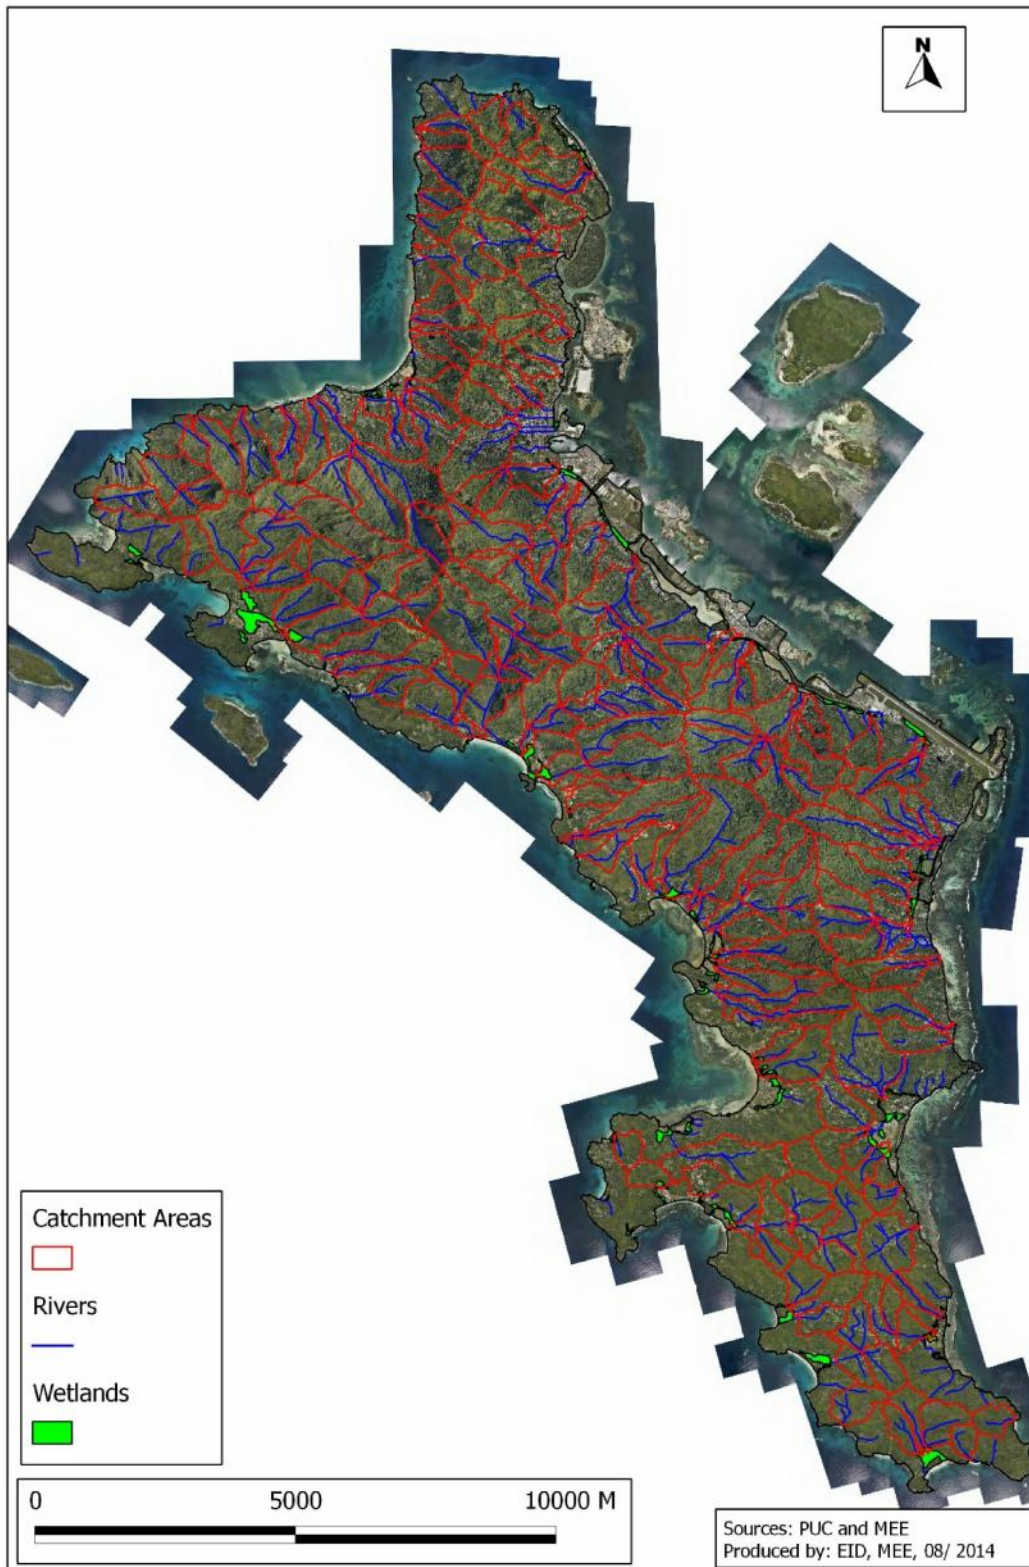 N
Catchment Areas
Rivers
Wetlands
0 5000 10000 M
Sources: PUC and MEE
Produced by: EID, MEE, 08/ 2014